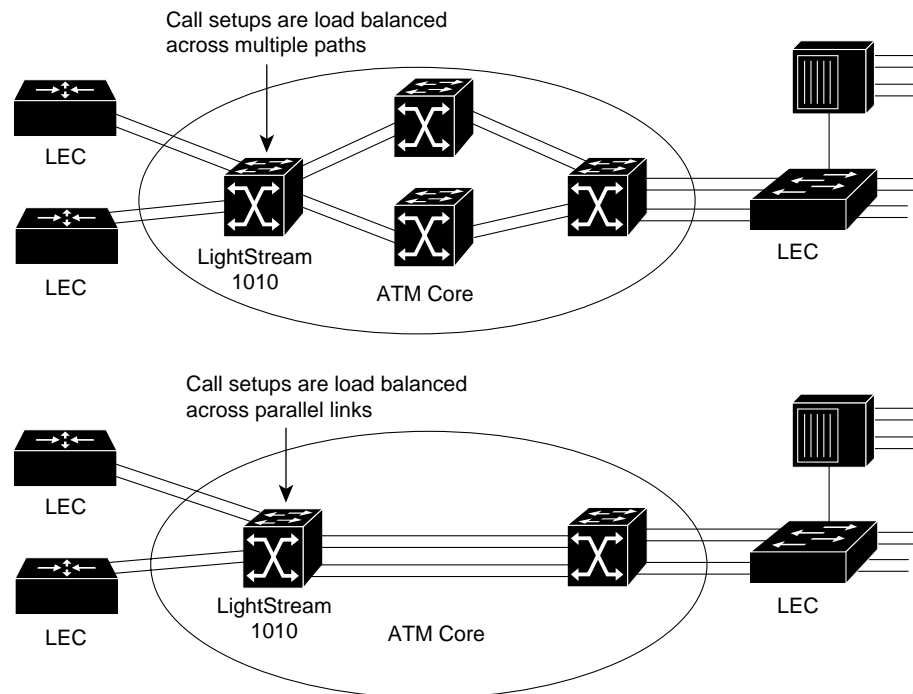 Call setups are load balanced
across multiple paths
LEC
LEC
LightStream
1010
ATM Core
LEC
Call setups are load balanced
across parallel links
LEC
LEC
LightStream
1010
ATM Core
LEC